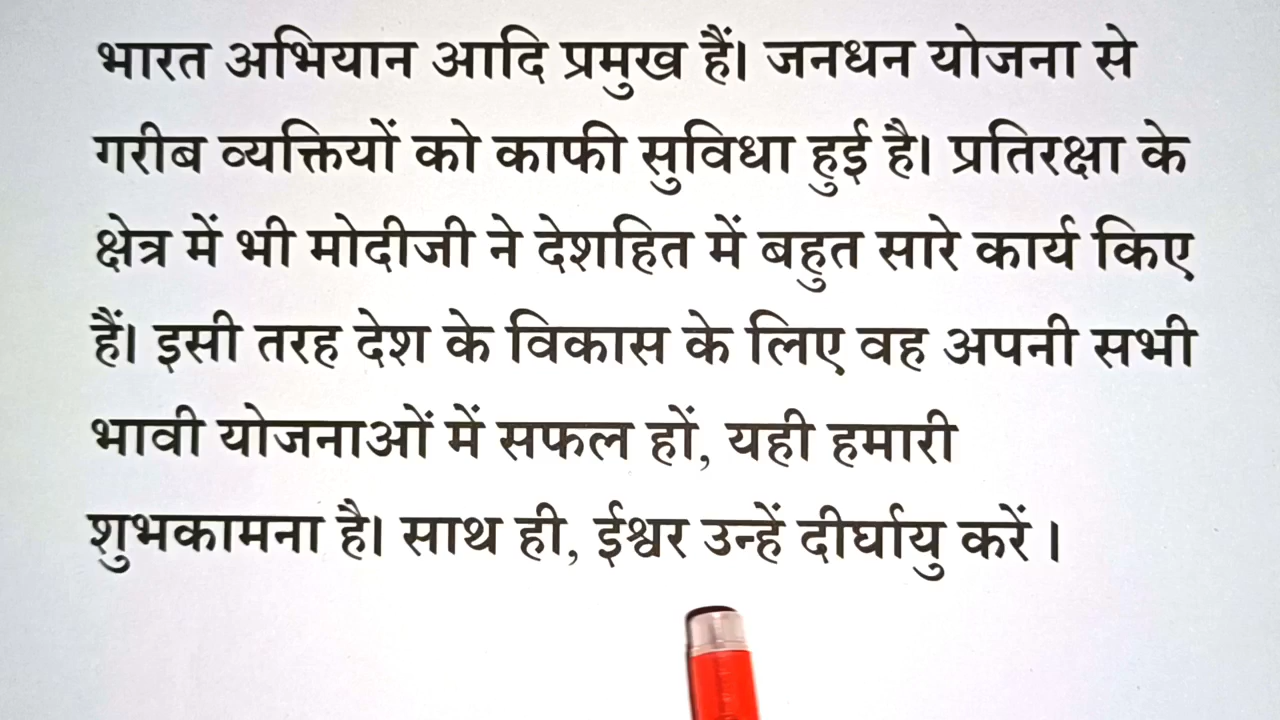 भारत अभियान आदि प्रमुख हैं। जनधन योजना से
गरीब व्यक्तियों को काफी सुविधा हुई है। प्रतिरक्षा के
क्षेत्र में भी मोदीजी ने देशहित में बहुत सारे कार्य किए
हैं। इसी तरह देश के विकास के लिए वह अपनी सभी
भावी योजनाओं में सफल हों, यही हमारी
शुभकामना है। साथ ही, ईश्वर उन्हें दीर्घायु करें ।